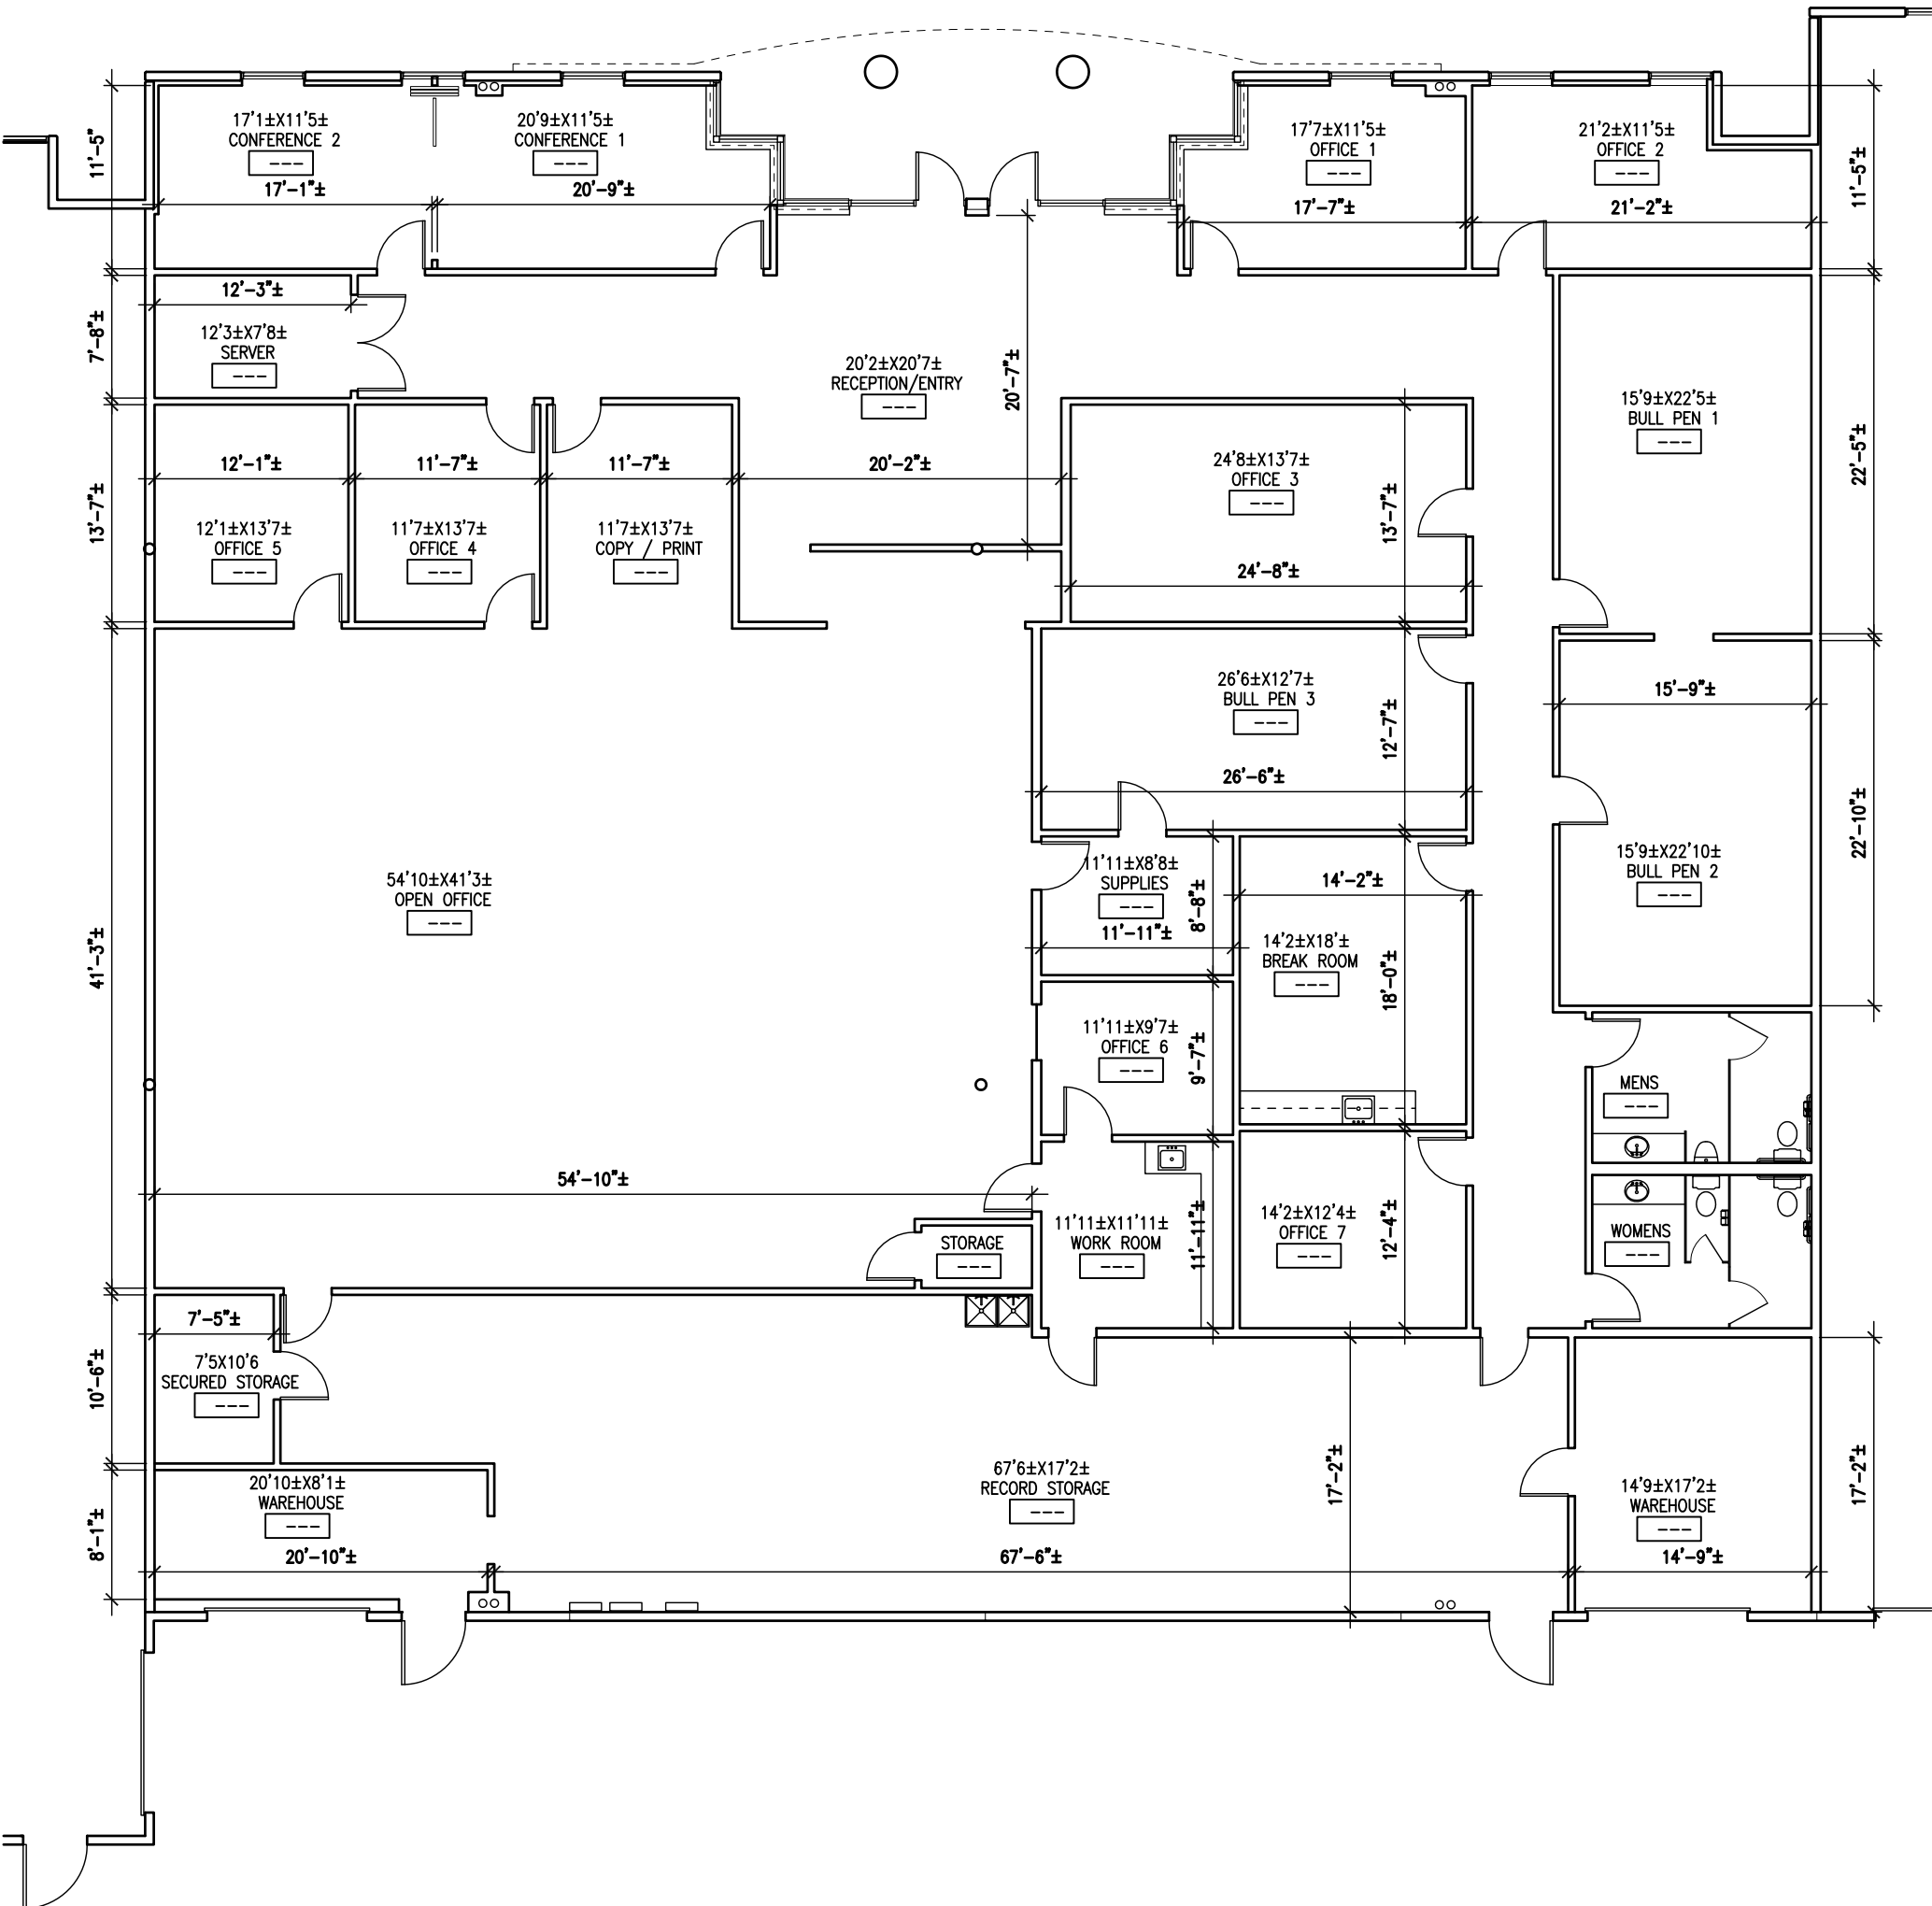 17'1±X11'5±
CONFERENCE 2
---
17'-1"±
20'9±X11'5±
CONFERENCE 1
---
20'-9"±
17'7±X11'5±
OFFICE 1
---
17'-7"±
21'2±X11'5±
OFFICE 2
---
21'-2"±
11'-5"
11'-5"±
12'-3"±
12'3±X7'8±
SERVER
---
7'-8"±
20'2±X20'7±
RECEPTION/ENTRY
---
20'-7"±
15'9±X22'5±
BULL PEN 1
---
22'-5"±
12'-1"±
11'-7"±
11'-7"±
20'-2"±
13'-7"±
12'1±X13'7±
OFFICE 5
---
11'7±X13'7±
OFFICE 4
---
11'7±X13'7±
COPY / PRINT
---
24'8±X13'7±
OFFICE 3
---
13'-7"±
24'-8"±
26'6±X12'7±
BULL PEN 3
---
12'-7"±
26'-6"±
15'-9"±
15'9±X22'10±
BULL PEN 2
---
22'-10"±
54'10±X41'3±
OPEN OFFICE
---
41'-3"±
54'-10"±
11'11±X8'8±
SUPPLIES
---
8'-8"±
11'-11"±
14'-2"±
14'2±X18'±
BREAK ROOM
---
18'-0"±
11'11±X9'7±
OFFICE 6
---
9'-7"±
MENS
---
WOMENS
---
11'11±X11'11±
WORK ROOM
---
11'-11"±
14'2±X12'4±
OFFICE 7
---
12'-4"±
STORAGE
---
7'-5"±
7'5X10'6
SECURED STORAGE
---
10'-6"±
20'10±X8'1±
WAREHOUSE
---
20'-10"±
8'-1"±
67'6±X17'2±
RECORD STORAGE
---
67'-6"±
17'-2"±
14'9±X17'2±
WAREHOUSE
---
14'-9"±
17'-2"±